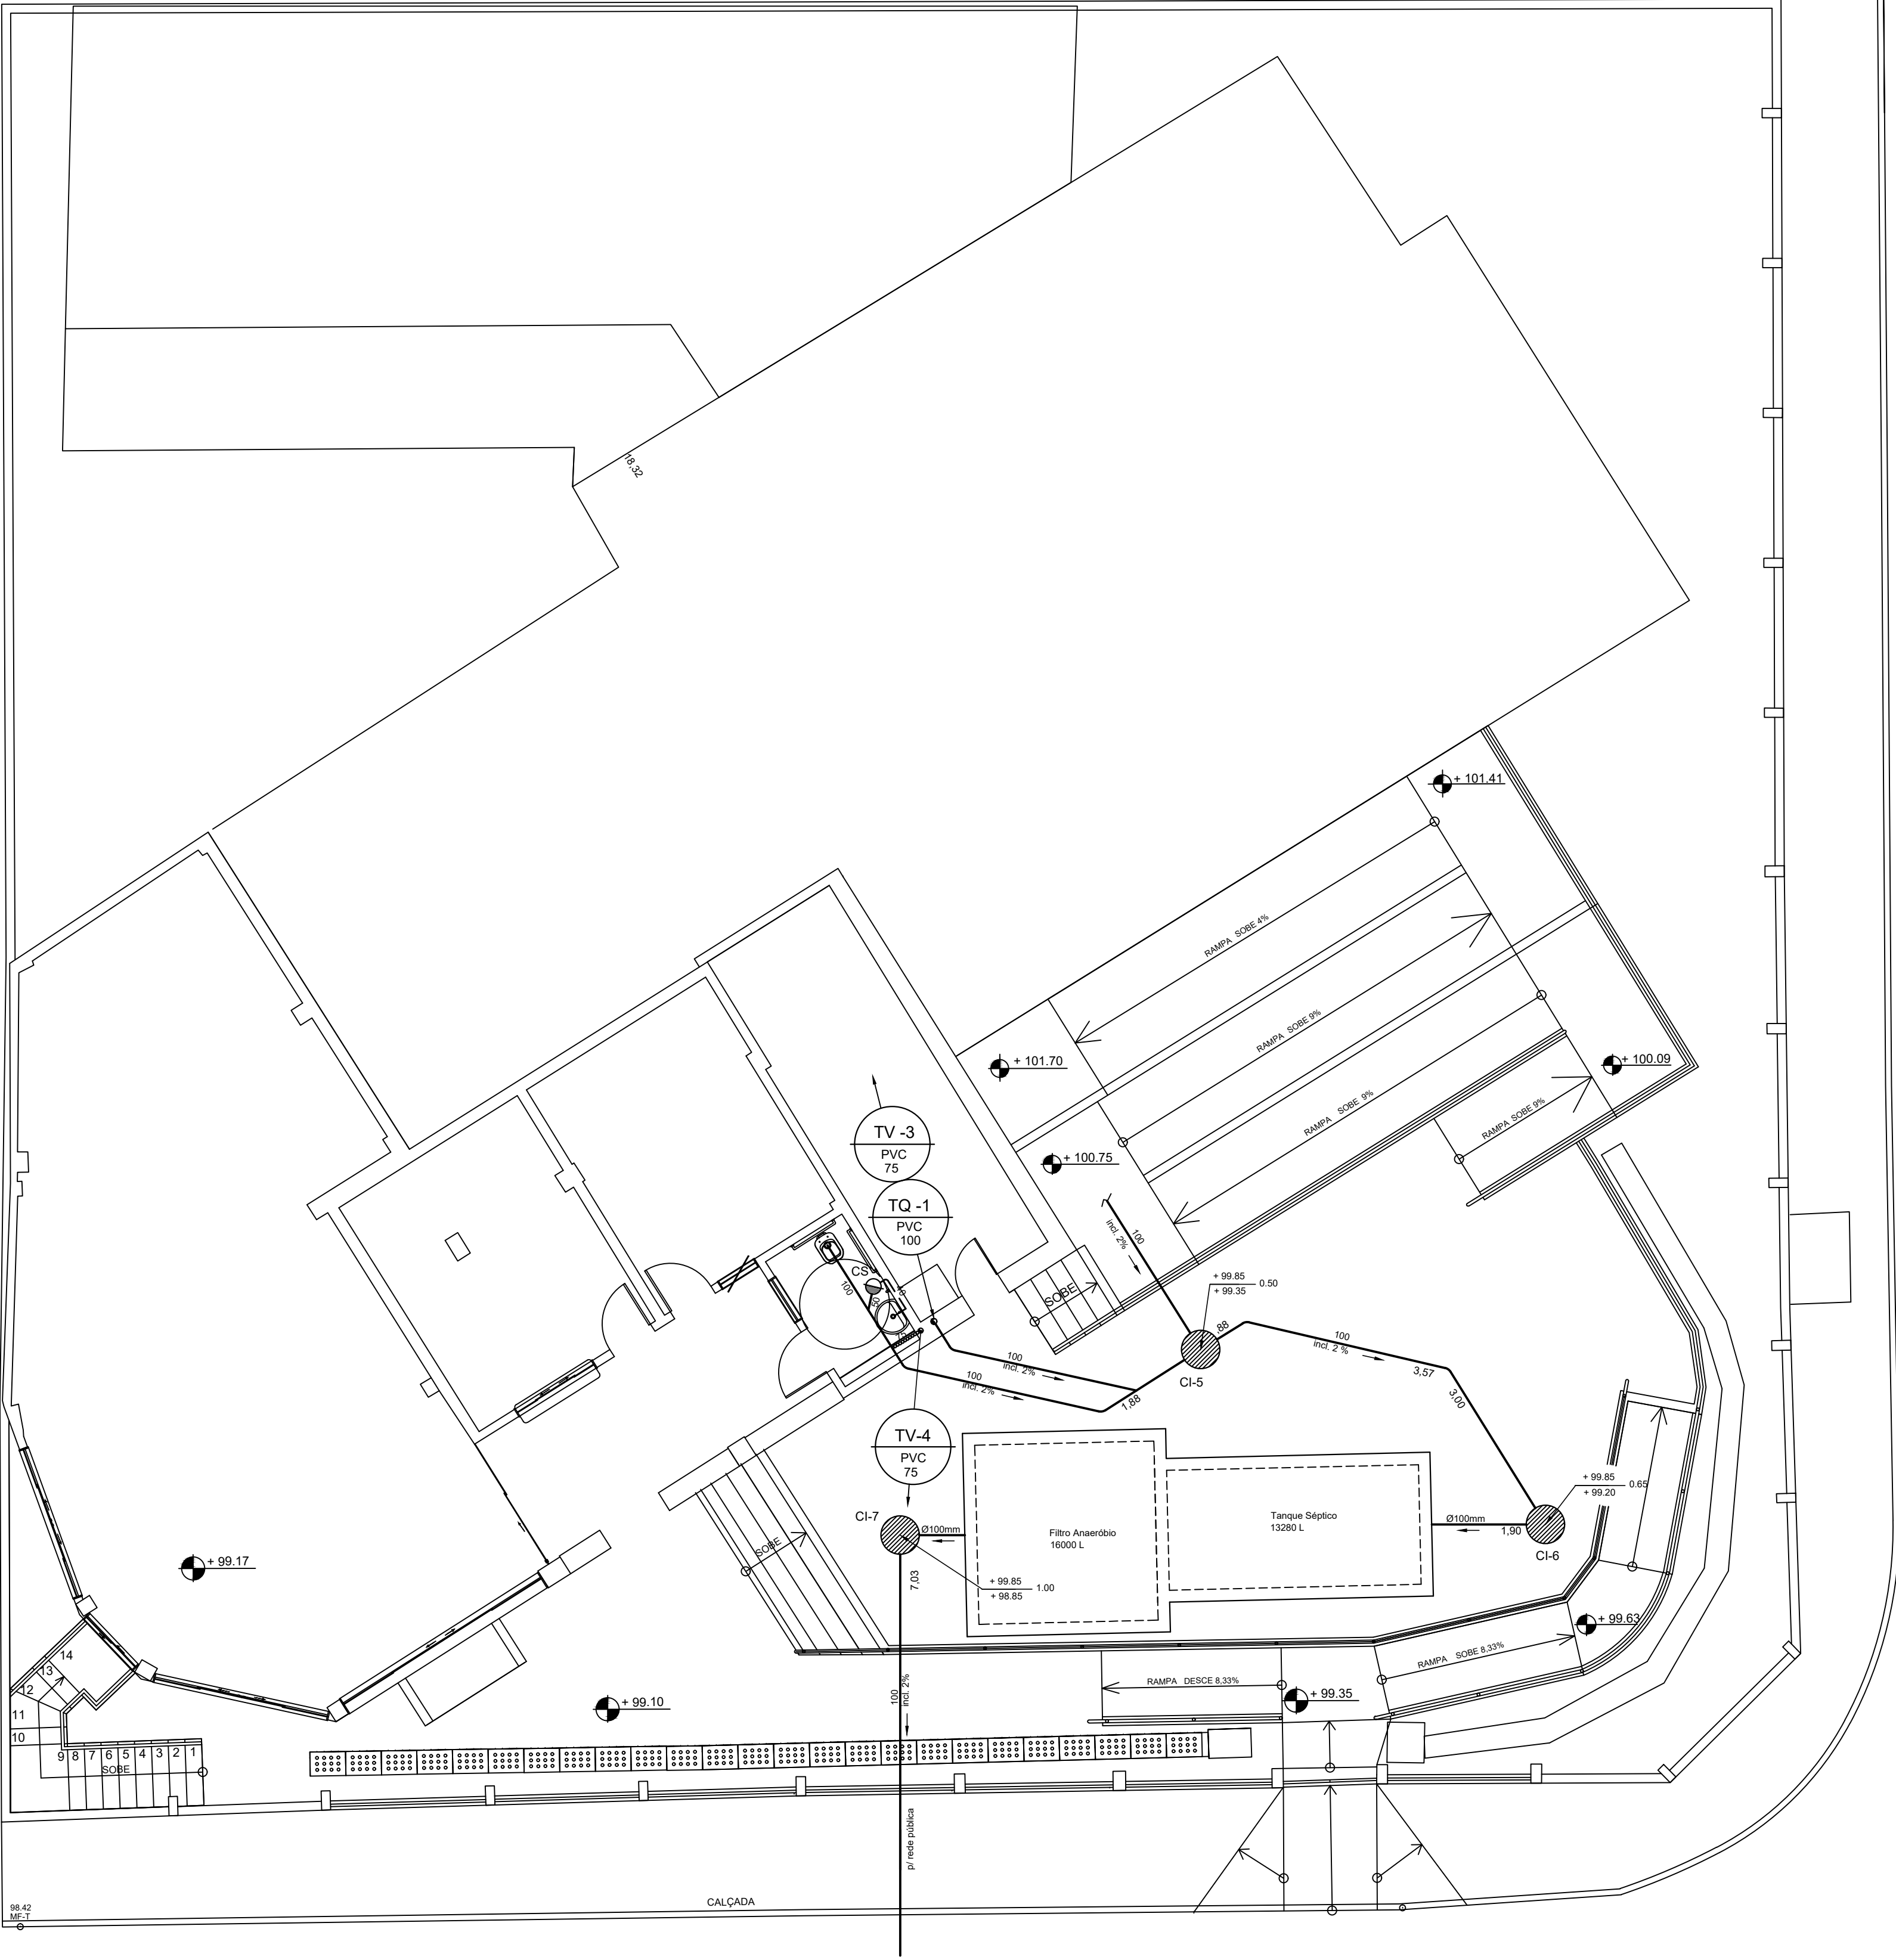 18,32
+ 101.41
RAMPA SOBE 4%
RAMPA SOBE 9%
+ 101.70
+ 100.09
RAMPA SOBE 9%
RAMPA SOBE 9%
TV -3
PVC
75
+ 100.75
TQ -1
PVC
100
100
incl. 2%
CS
100
50
SOBE
+ 99.85
+ 99.35
0.50
,88
100
incl. 2 %
3,57
3,00
100
incl. 2%
100
incl. 2%
1,88
CI-5
TV-4
PVC
75
CI-7
Ø100mm
Filtro Anaeróbio
16000 L
Tanque Séptico
13280 L
Ø100mm
1,90
CI-6
+ 99.85
+ 99.20
0.65
SOBE
+ 99.17
7,03
+ 99.85
+ 98.85
1.00
+ 99.63
RAMPA SOBE 8,33%
RAMPA DESCE 8,33%
+ 99.35
+ 99.10
100
incl. 2%
14
13
12
11
10
9
8
7
6
5
4
3
2
1
SOBE
p/ rede pública
CALÇADA
98.42
MF-T